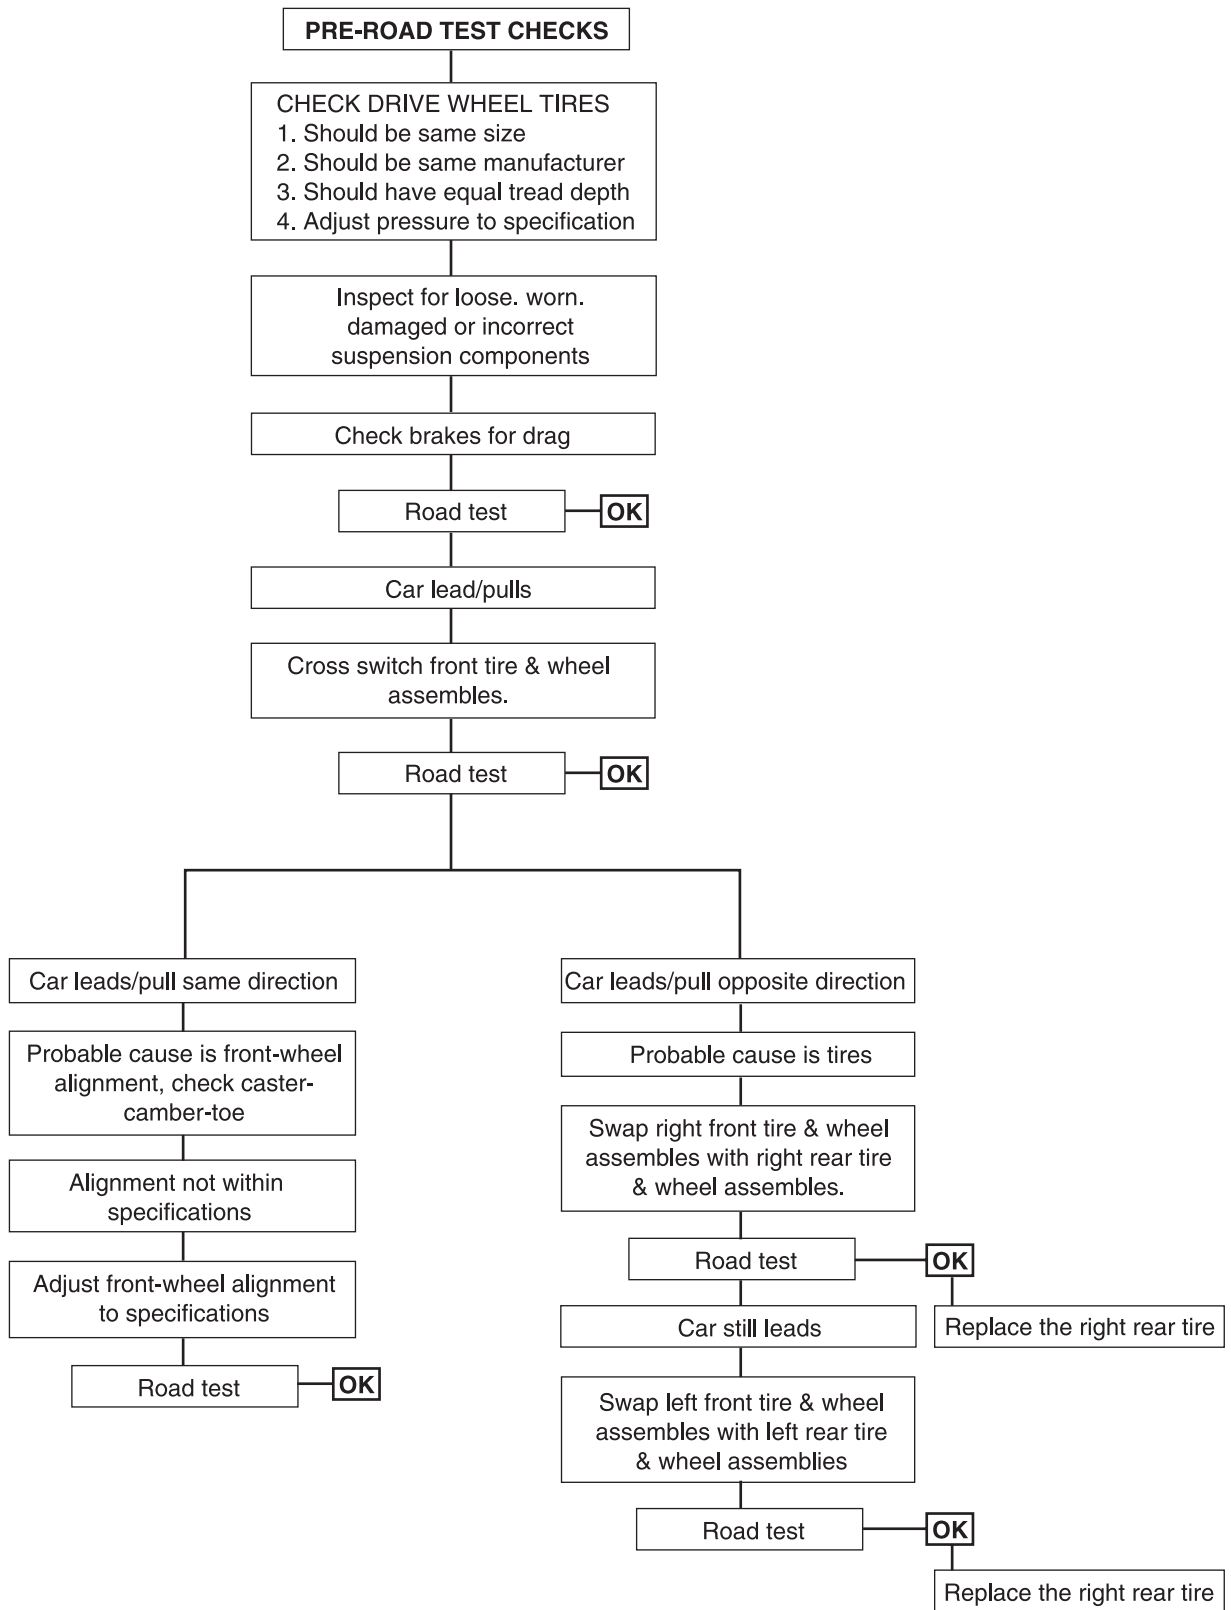 PRE-ROAD TEST CHECKS
CHECK DRIVE WHEEL TIRES
1. Should be same size
2. Should be same manufacturer
3. Should have equal tread depth
4. Adjust pressure to specification
Inspect for loose. worn.
damaged or incorrect
suspension components
Check brakes for drag
Road test
OK
Car lead/pulls
Cross switch front tire & wheel
assembles.
Road test
OK
Car leads/pull same direction
Probable cause is front-wheel
alignment, check caster-
camber-toe
Alignment not within
specifications
Adjust front-wheel alignment
to specifications
Road test
OK
Car leads/pull opposite direction
Probable cause is tires
Swap right front tire & wheel
assembles with right rear tire
& wheel assembles.
Road test
OK
Replace the right rear tire
Car still leads
Swap left front tire & wheel
assembles with left rear tire
& wheel assemblies
Road test
OK
Replace the right rear tire